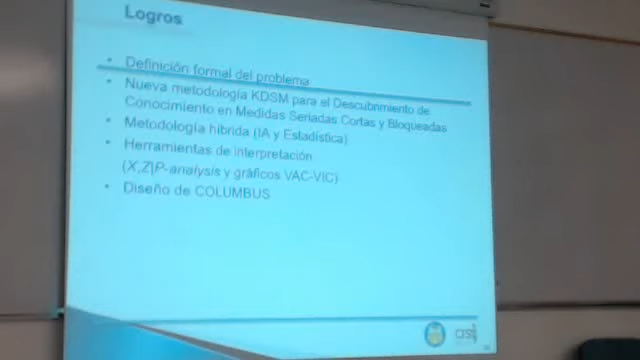 Logros
• Definición formal del problema
• Nueva metodología KDSM para el Descubrimiento de
Conocimiento en Medidas Seriadas Cortas y Bloqueadas
• Metodología híbrida (IA y Estadística)
• Herramientas de interpretación
(X,Z)P-analysis y gráficos VAC-VIC)
• Diseño de COLUMBUS